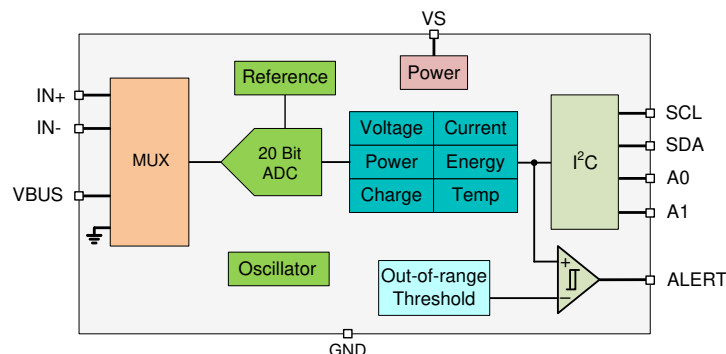 VS
Reference
Power
IN+
IN-
VBUS
MUX
20 Bit
ADC
Voltage
Current
Power
Energy
Charge
Temp
I²C
SCL
SDA
A0
A1
Oscillator
Out-of-range
Threshold
+
−
ALERT
GND